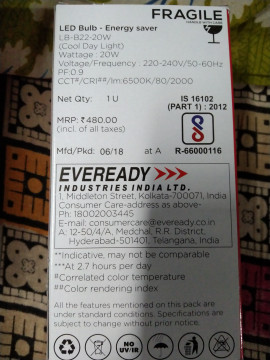 FRAGILE
HANDLE WITH CARE
LED Bulb - Energy saver
LB-B22-20W
(Cool Day Light)
Wattage : 20W
Voltage/Frequency : 220-240V/50-60Hz
PF 0.9
CCT#/CRI##/lm:6500K/80/2000
Net Qty: 1 U
IS 16102
(PART 1) : 2012
MRP: ₹480.00
(incl. of all taxes)
Mfd/Pkd: 06/18 at A
R-66000116
EVEREADY
INDUSTRIES INDIA LTD.
1, Middleton Street, Kolkata-700071, India
Consumer Care-address as above-
Ph: 18002003445
E-mail: consumercare@eveready.co.in
A: 12-50/4/A, Medchal, R.R. District,
Hyderabad-501401, Telangana, India
**Indicative, may not be comparable
***At 2.7 hours per day
#Correlated color temperature
##Color rendering index
All the features mentioned on this pack are
under standard conditions. Specifications are
subject to change without prior notice.
NO
UV/IR